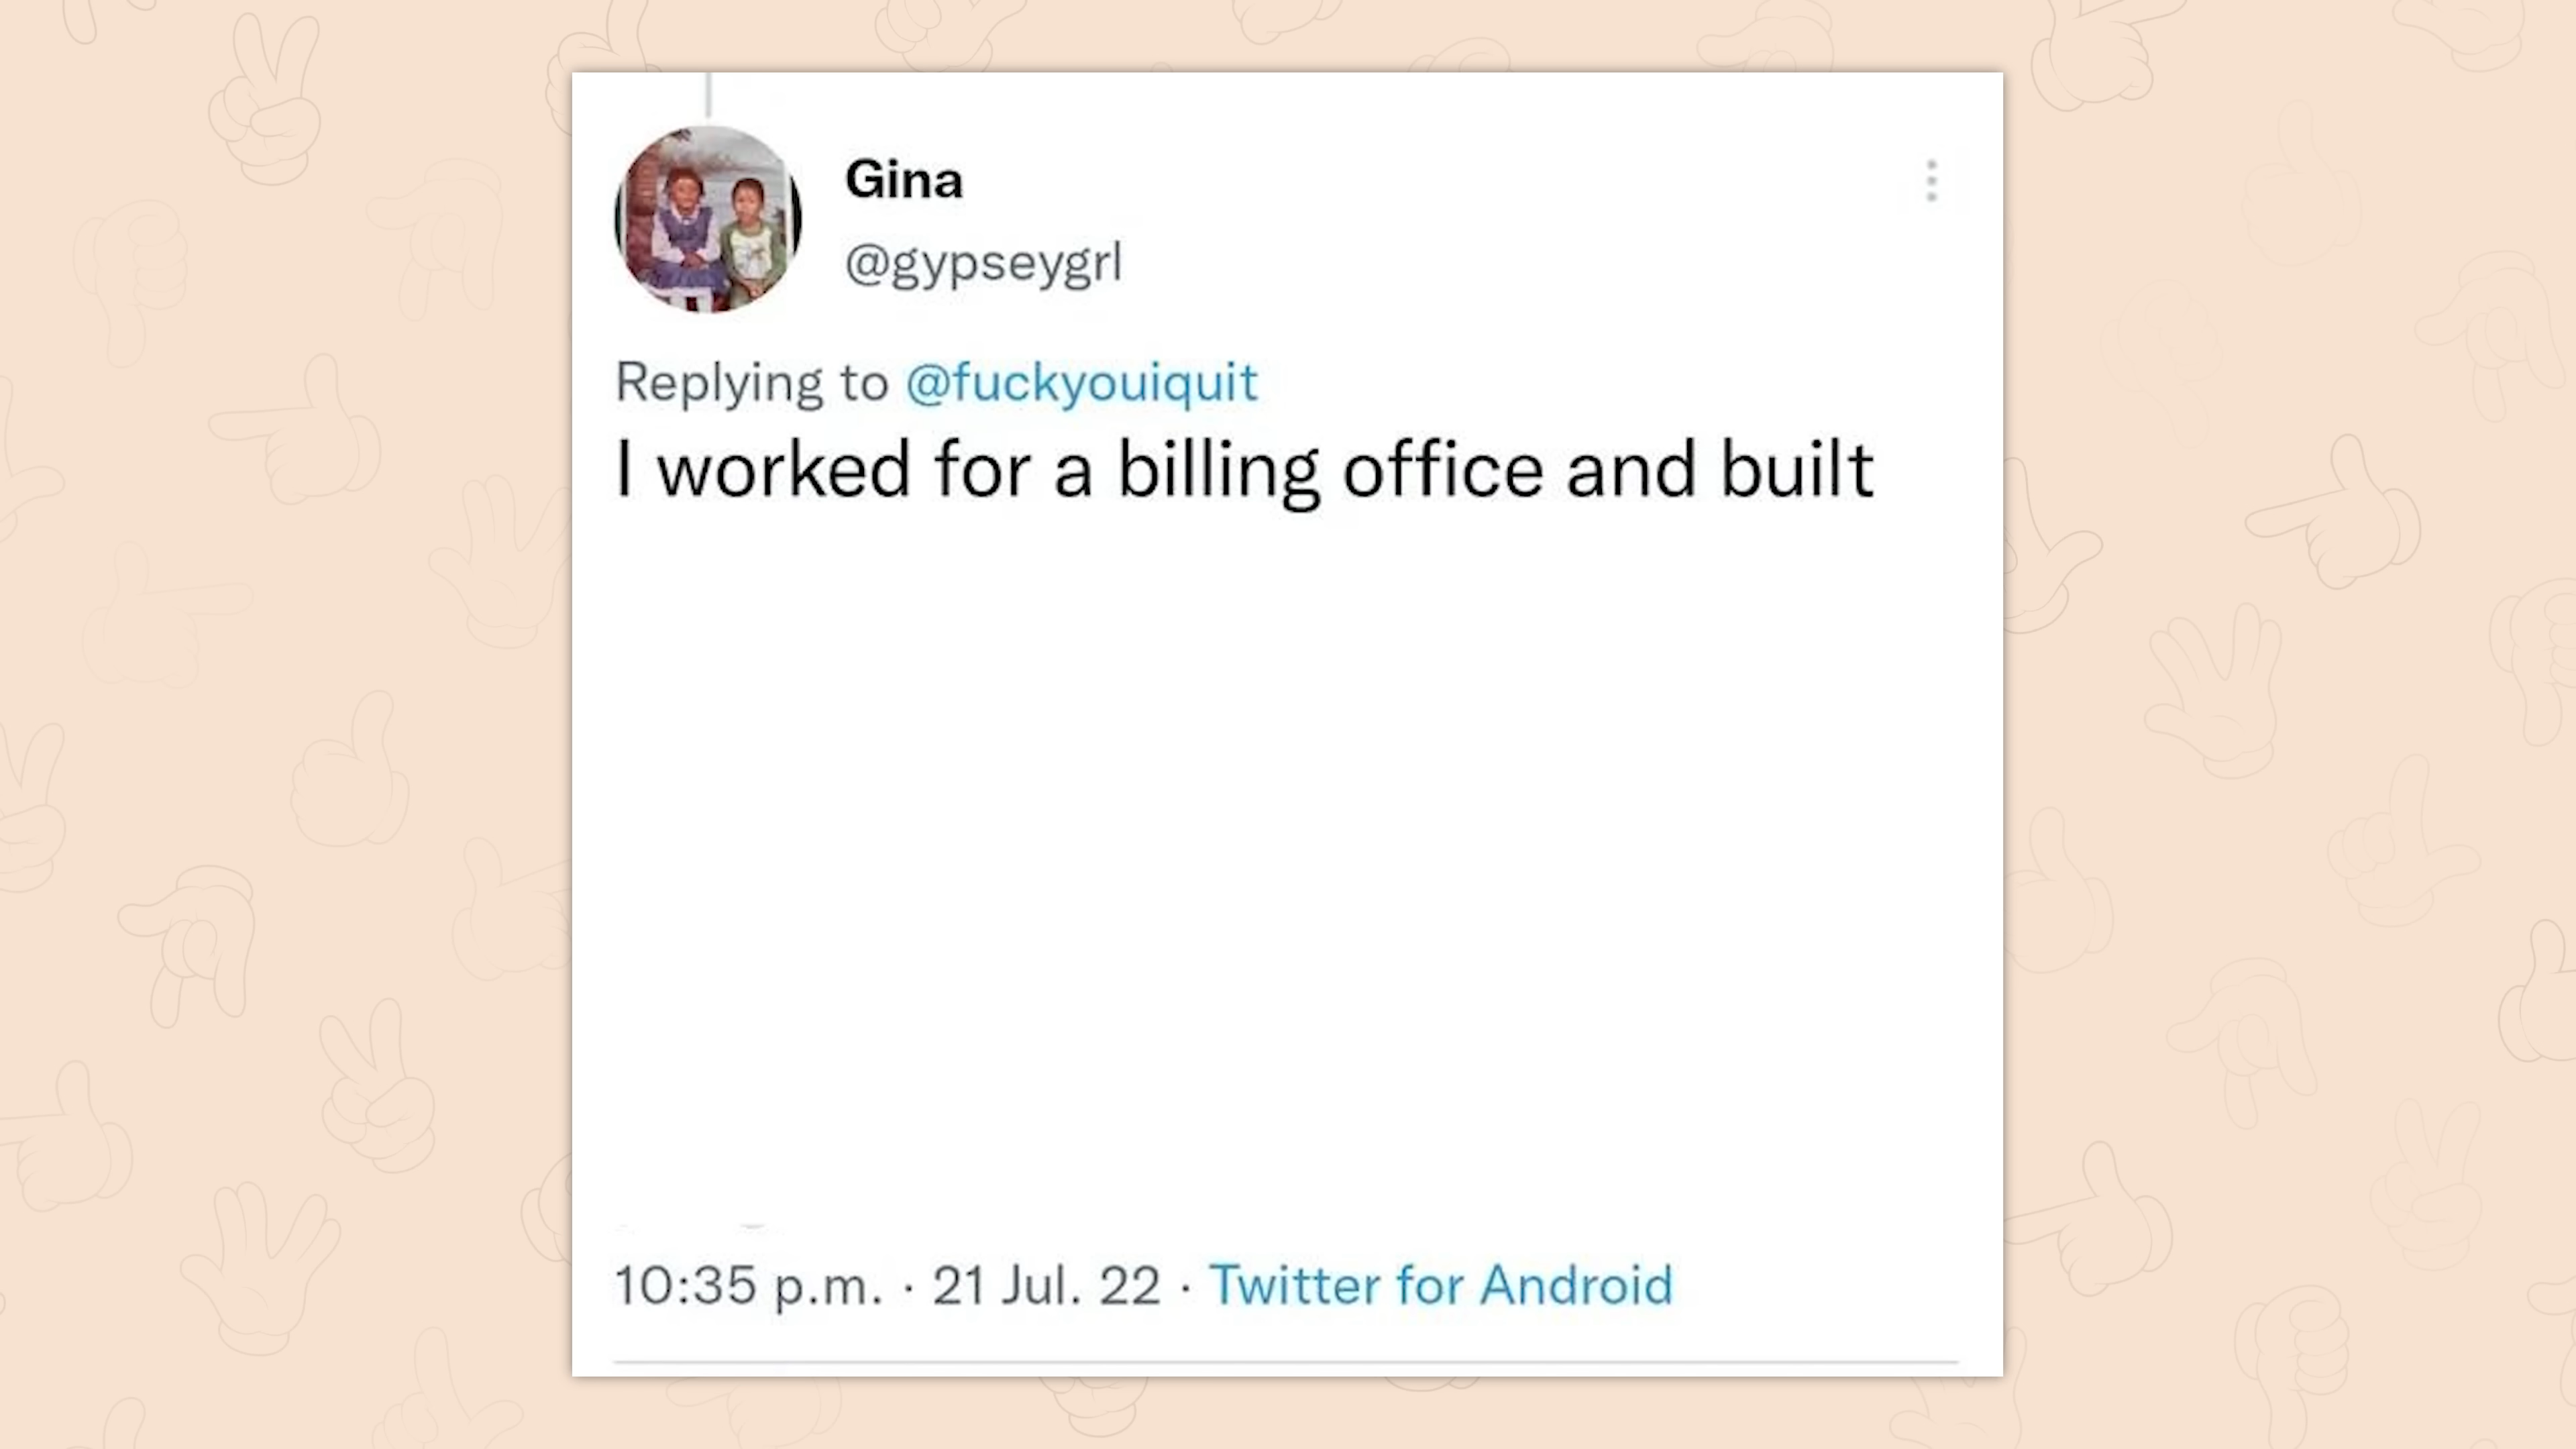 Gina
@gypseygrl
Replying to @fuckyouiquit
I worked for a billing office and built
10:35 p.m. · 21 Jul. 22 · Twitter for Android